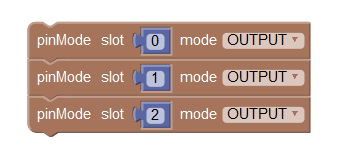 pinMode slot 0 mode OUTPUT
pinMode slot 1 mode OUTPUT
pinMode slot 2 mode OUTPUT